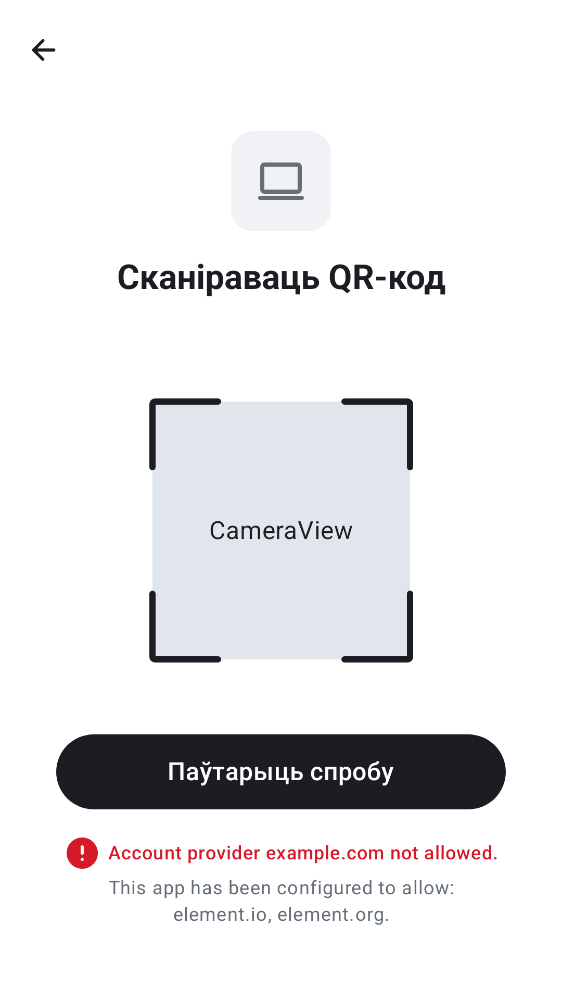 Сканіраваць QR-код
CameraView
Паўтарыць спробу
Account provider example.com not allowed.
This app has been configured to allow:
element.io, element.org.